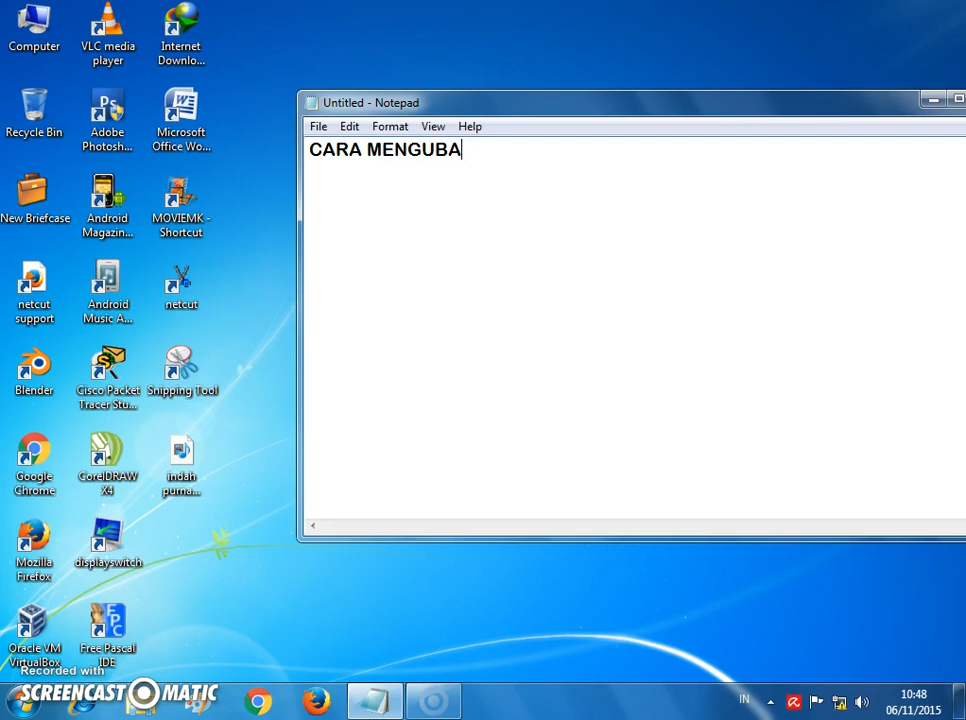 Computer
VLC media
player
Internet
Downlo...
Recycle Bin
Adobe
Photosh...
Microsoft
Office Wo...
New Briefcase
Android
Magazin...
MOVIEMK -
Shortcut
netcut
support
Android
Music A...
netcut
Blender
Cisco Packet
Tracer Stu...
Snipping Tool
Google
Chrome
CorelDRAW
X4
indah
purna...
Mozilla
Firefox
displayswitch
Oracle VM
VirtualBox
Free Pascal
IDE
Untitled - Notepad
File Edit Format View Help
CARA MENGUBA
Recorded with
SCREENCAST-O-MATIC
IN
10:48
06/11/2015